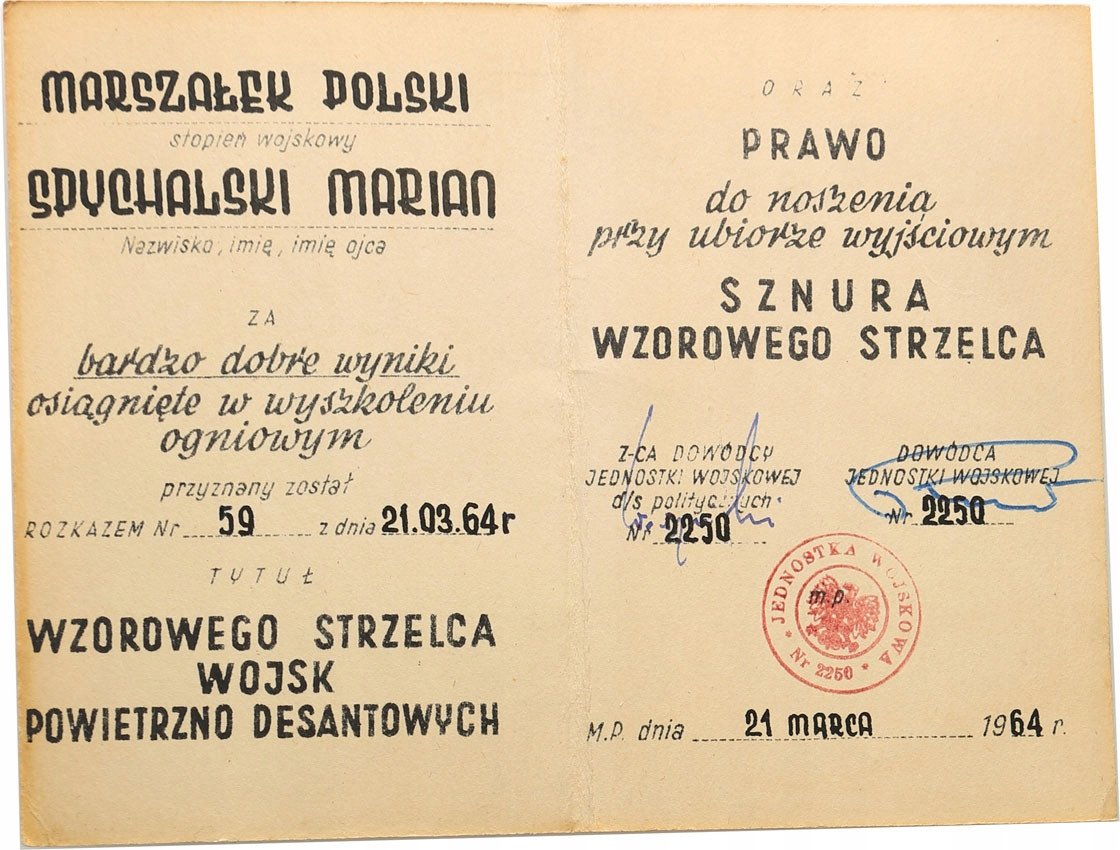 MARSZAŁEK POLSKI
stopień wojskowy
SPYCHALSKI MARIAN
Nazwisko, imię, imię ojca
ZA
bardzo dobre wyniki
osiągnięte w wyszkoleniu
ogniowym
przyznany został
ROZKAZEM Nr 59 z dnia 21.03.64r
TYTUŁ
WZOROWEGO STRZELCA
WOJSK
POWIETRZNO DESANTOWYCH
ORAZ
PRAWO
do noszenia
przy ubiorze wyjściowym
SZNURA
WZOROWEGO STRZELCA
Z-CA DOWÓDCY
JEDNOSTKI WOJSKOWEJ
d/s politycznych
Nr 2250
DOWÓDCA
JEDNOSTKI WOJSKOWEJ
Nr 2250
JEDNOSTKA WOJSKOWA
* Nr 2250 *
m.p.
M.P. dnia 21 MARCA 1964 r.